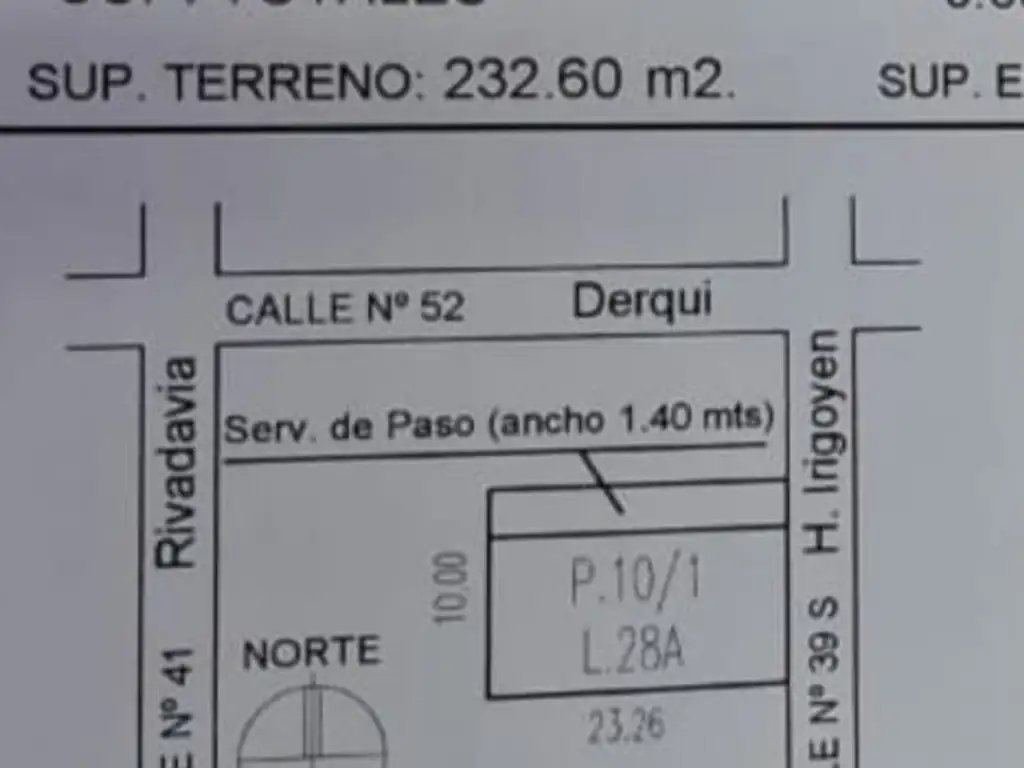 SUP. TERRENO: 232.60 m2.
SUP. E
CALLE Nº 52 Derqui
Rivadavia
Nº 41
Serv. de Paso (ancho 1.40 mts)
H. Irigoyen
Nº 39 S
10,00
P.10/1
L.28A
23.26
NORTE